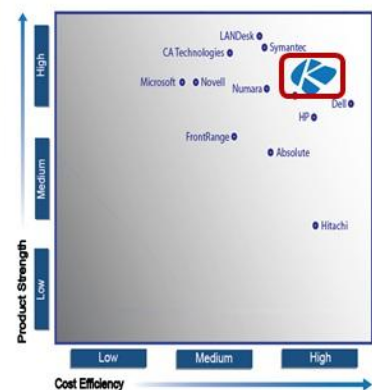 LANDesk
Symantec
CA Technologies
Microsoft
Novell
Numara
K
Dell
HP
FrontRange
Absolute
Hitachi
High
Medium
Low
Product Strength
Low
Medium
High
Cost Efficiency